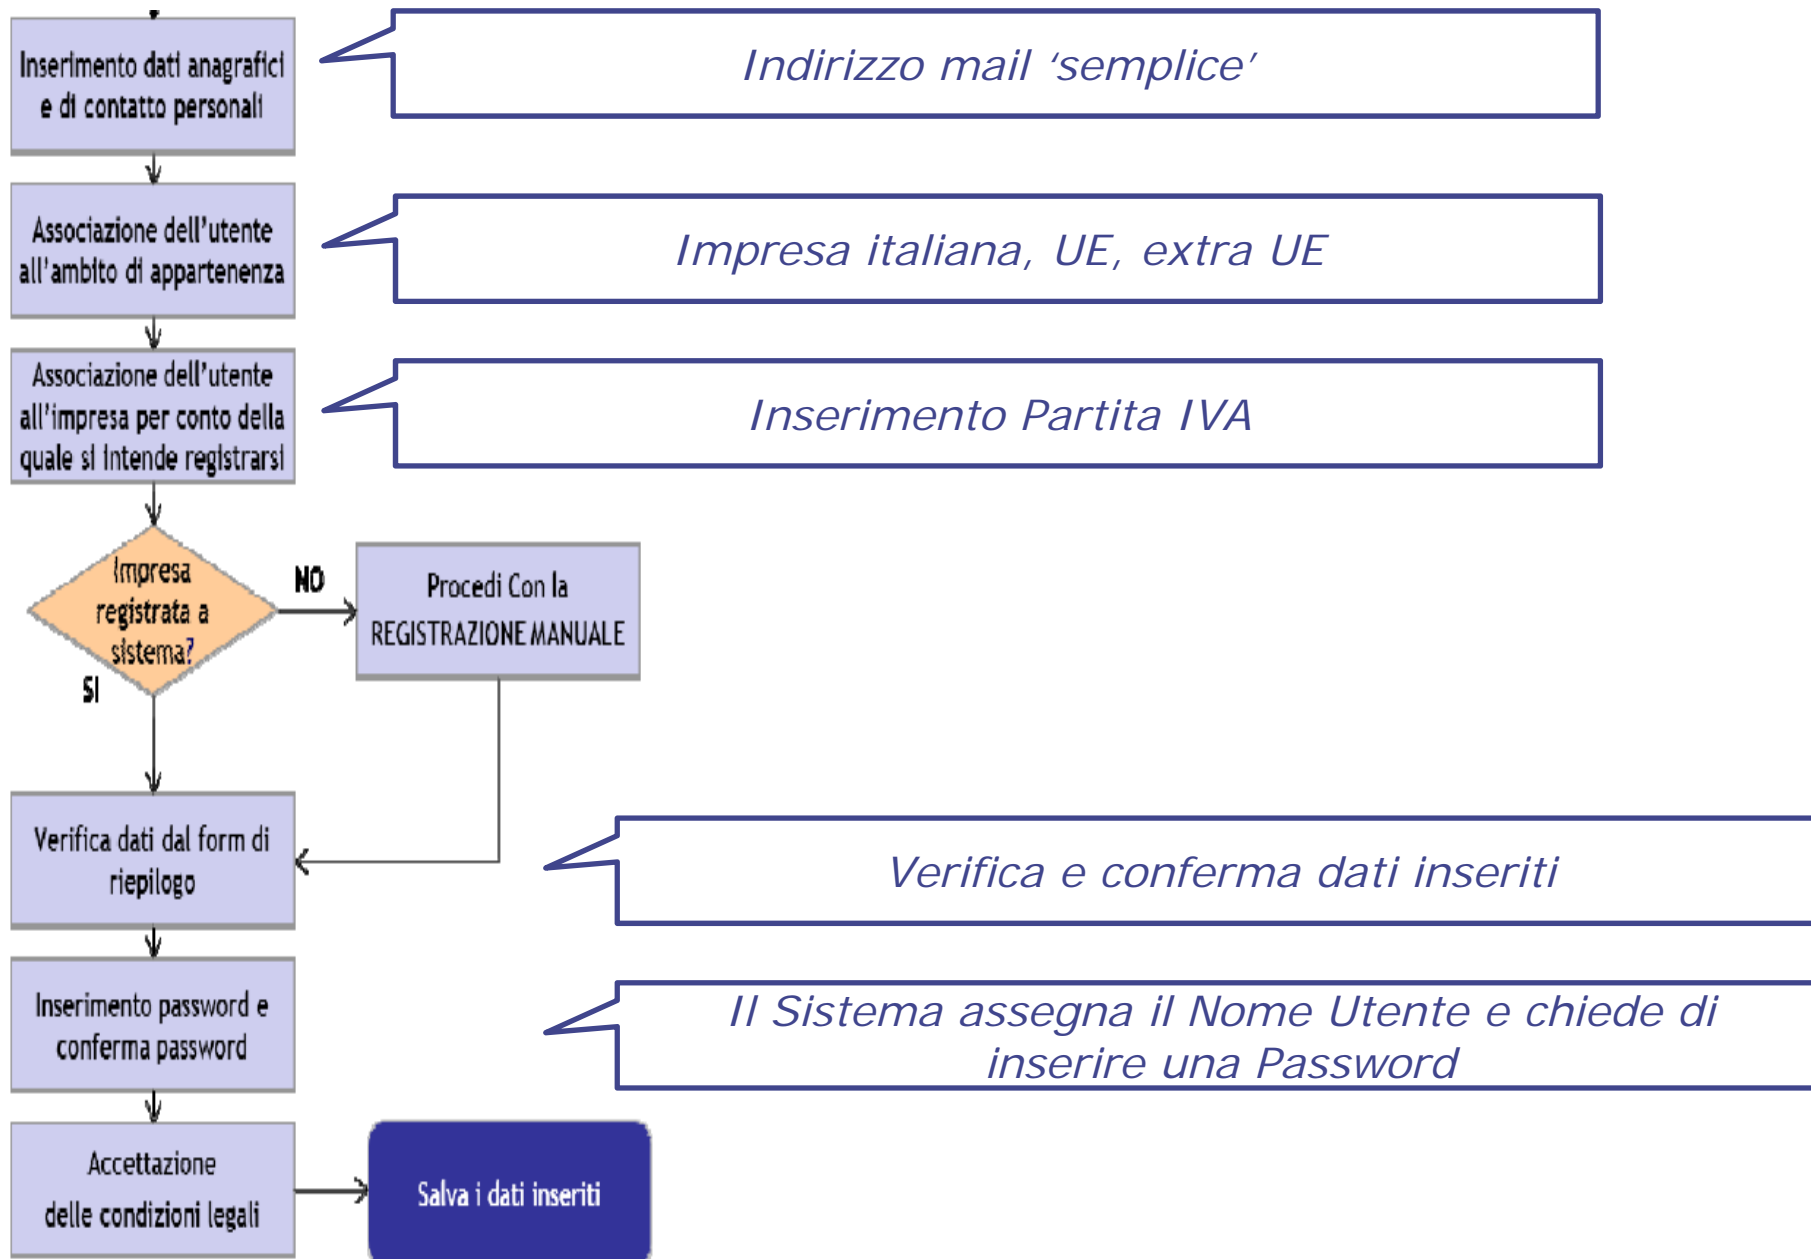 Inserimento dati anagrafici
e di contatto personali
Indirizzo mail ‘semplice’
Associazione dell'utente
all'ambito di appartenenza
Impresa italiana, UE, extra UE
Associazione dell'utente
all'impresa per conto della
quale si intende registrarsi
Inserimento Partita IVA
Impresa
registrata a
sistema?
NO
SI
Procedi Con la
REGISTRAZIONE MANUALE
Verifica dati dal form di
riepilogo
Verifica e conferma dati inseriti
Inserimento password e
conferma password
Il Sistema assegna il Nome Utente e chiede di
inserire una Password
Accettazione
delle condizioni legali
Salva i dati inseriti